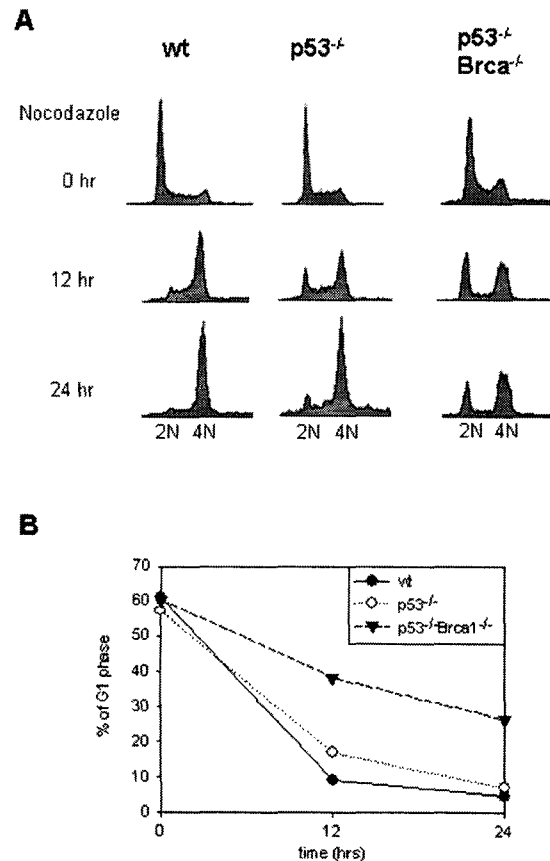 A
wt p53-/- p53-/-
Brca-/-
Nocodazole
0 hr
12 hr
24 hr
2N 4N 2N 4N 2N 4N
B
% of G1 phase
70
60
50
40
30
20
10
0
wt
p53-/-
p53-/-Brca1-/-
0 12 24
time (hrs)